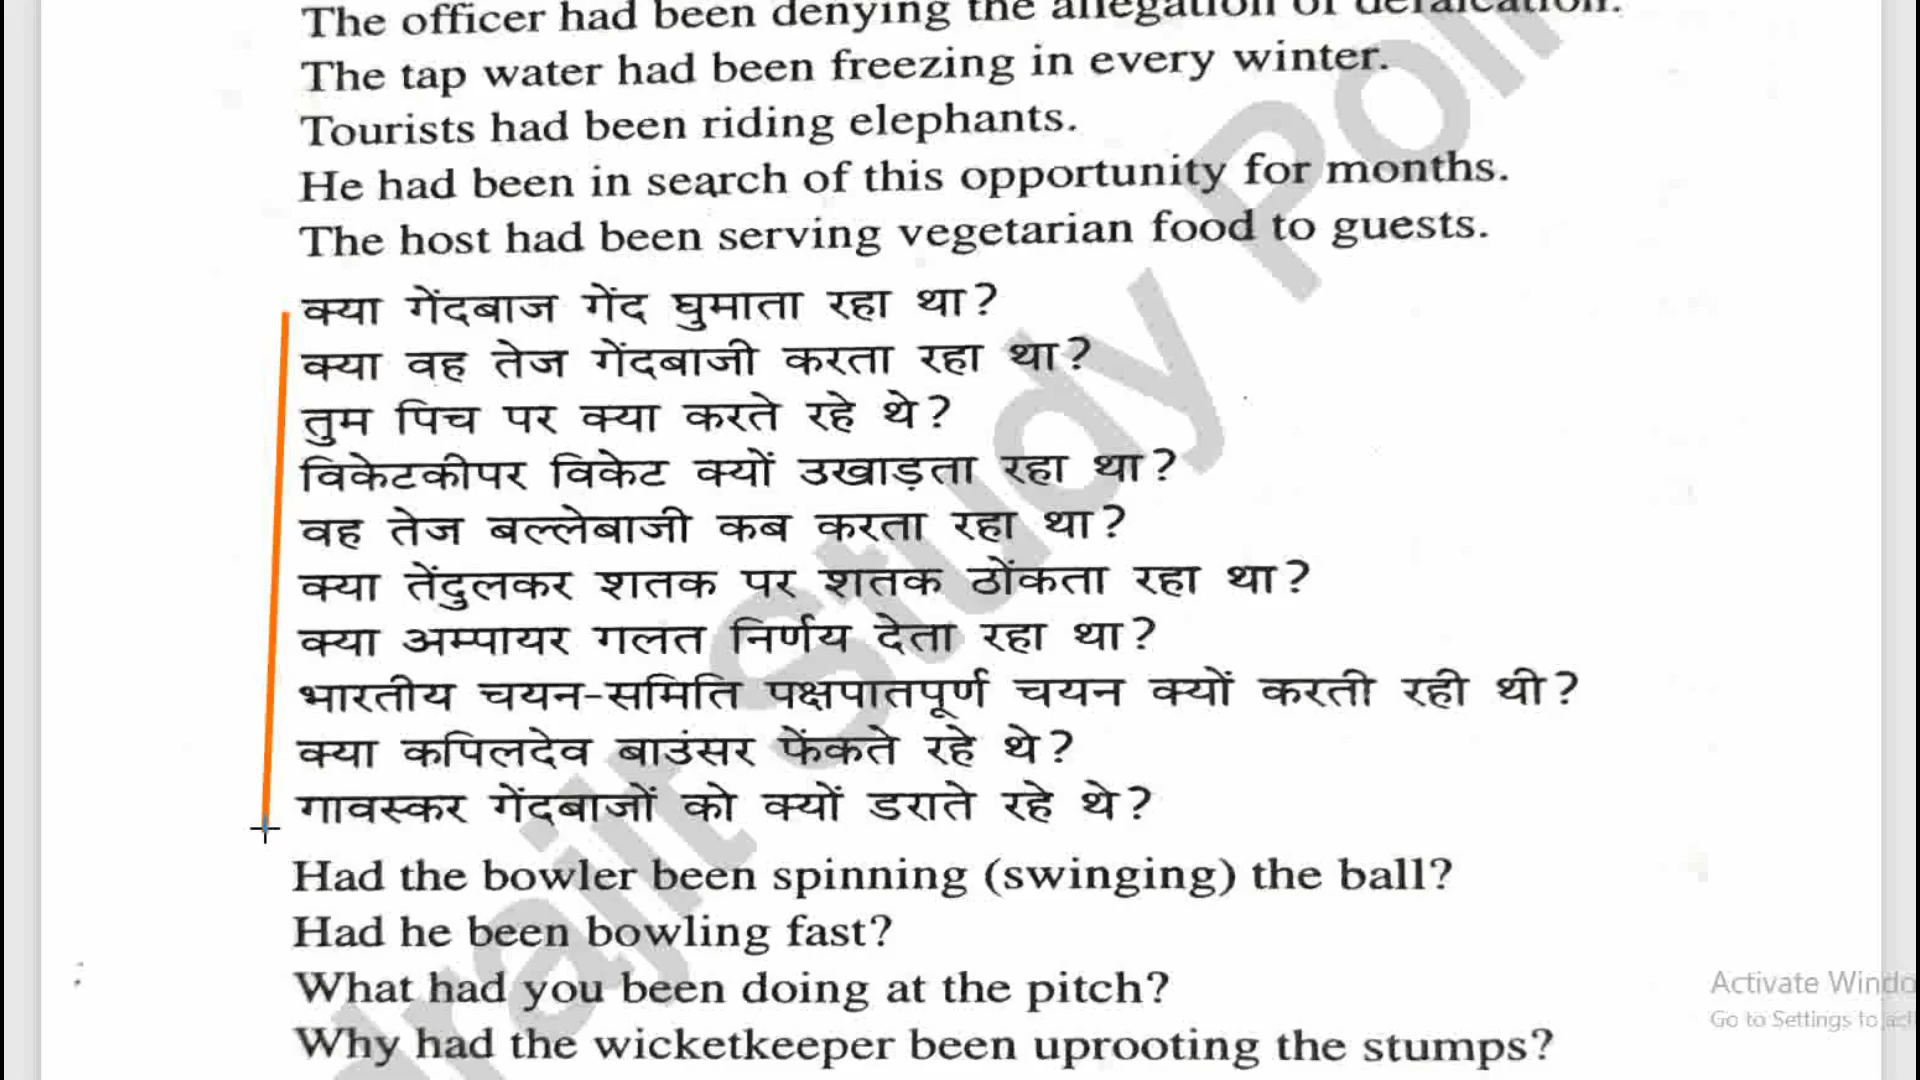 The officer had been denying the allegation of defalcation.
The tap water had been freezing in every winter.
Tourists had been riding elephants.
He had been in search of this opportunity for months.
The host had been serving vegetarian food to guests.
क्या गेंदबाज गेंद घुमाता रहा था?
क्या वह तेज गेंदबाजी करता रहा था?
तुम पिच पर क्या करते रहे थे?
विकेटकीपर विकेट क्यों उखाड़ता रहा था?
वह तेज बल्लेबाजी कब करता रहा था?
क्या तेंदुलकर शतक पर शतक ठोंकता रहा था?
क्या अम्पायर गलत निर्णय देता रहा था?
भारतीय चयन-समिति पक्षपातपूर्ण चयन क्यों करती रही थी?
क्या कपिलदेव बाउंसर फेंकते रहे थे?
गावस्कर गेंदबाजों को क्यों डराते रहे थे?
Had the bowler been spinning (swinging) the ball?
Had he been bowling fast?
What had you been doing at the pitch?
Why had the wicketkeeper been uprooting the stumps?
Study
Activate
Go to Settings to